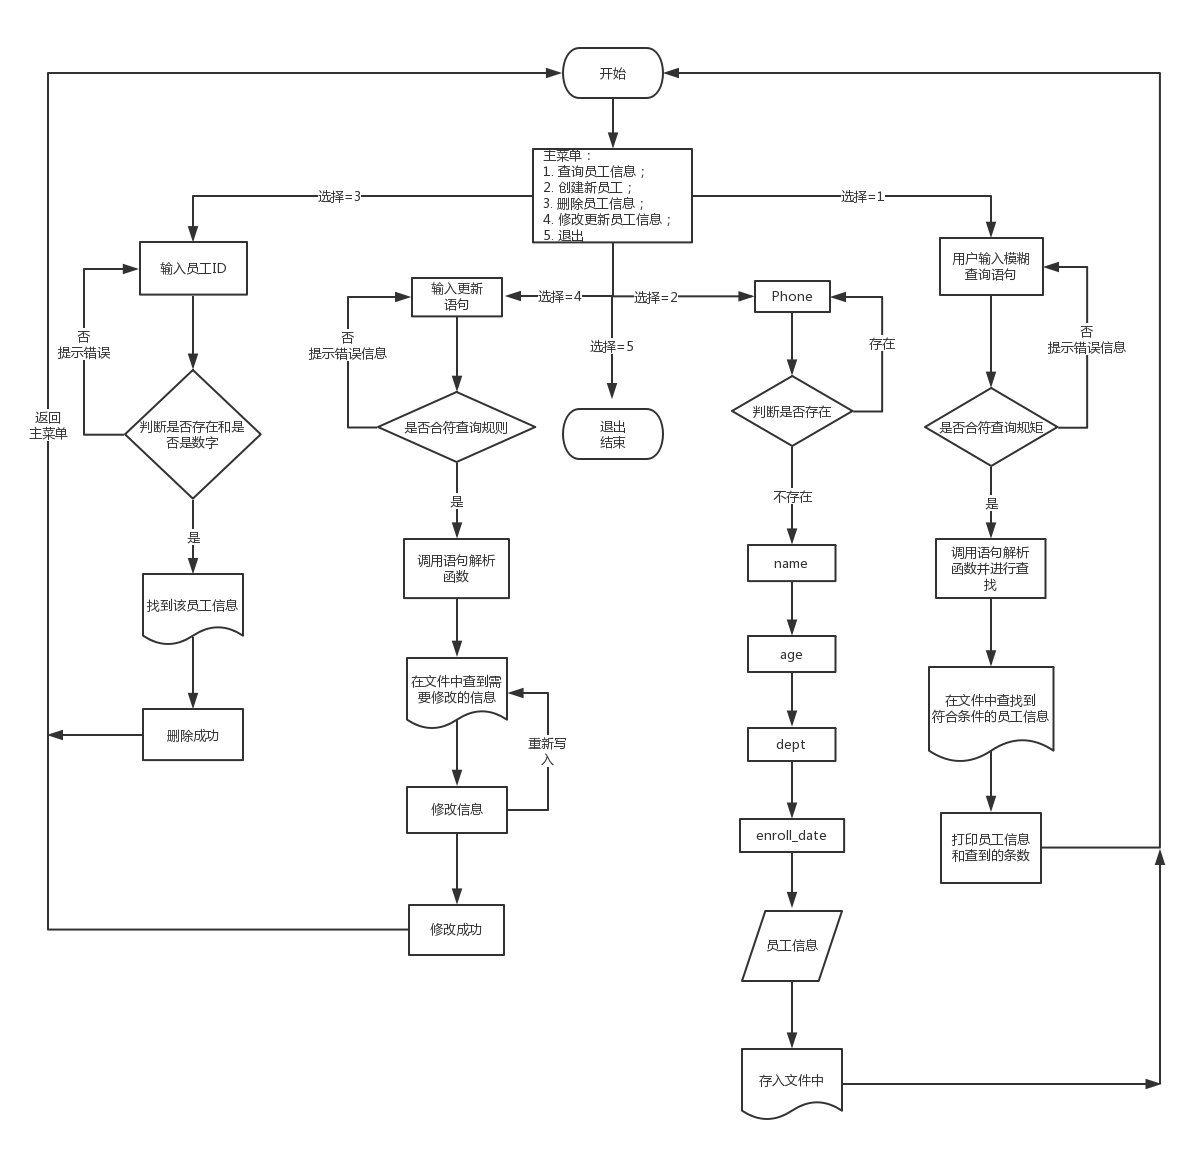 开始
主菜单：
1. 查询员工信息；
2. 创建新员工；
3. 删除员工信息；
4. 修改更新员工信息；
5. 退出
选择=3
选择=1
输入员工ID
用户输入模糊
查询语句
输入更新
语句
选择=4
选择=2
Phone
否
提示错误
否
提示错误信息
选择=5
存在
否
提示错误信息
返回
主菜单
判断是否存在和是
否是数字
是否合符查询规则
退出
结束
判断是否存在
是否合符查询规矩
是
是
不存在
是
找到该员工信息
调用语句解析
函数
name
调用语句解析
函数并进行查
找
age
在文件中查到需
要修改的信息
在文件中查找到
符合条件的员工信息
删除成功
重新写
入
dept
修改信息
enroll_date
打印员工信息
和查到的条数
修改成功
员工信息
存入文件中